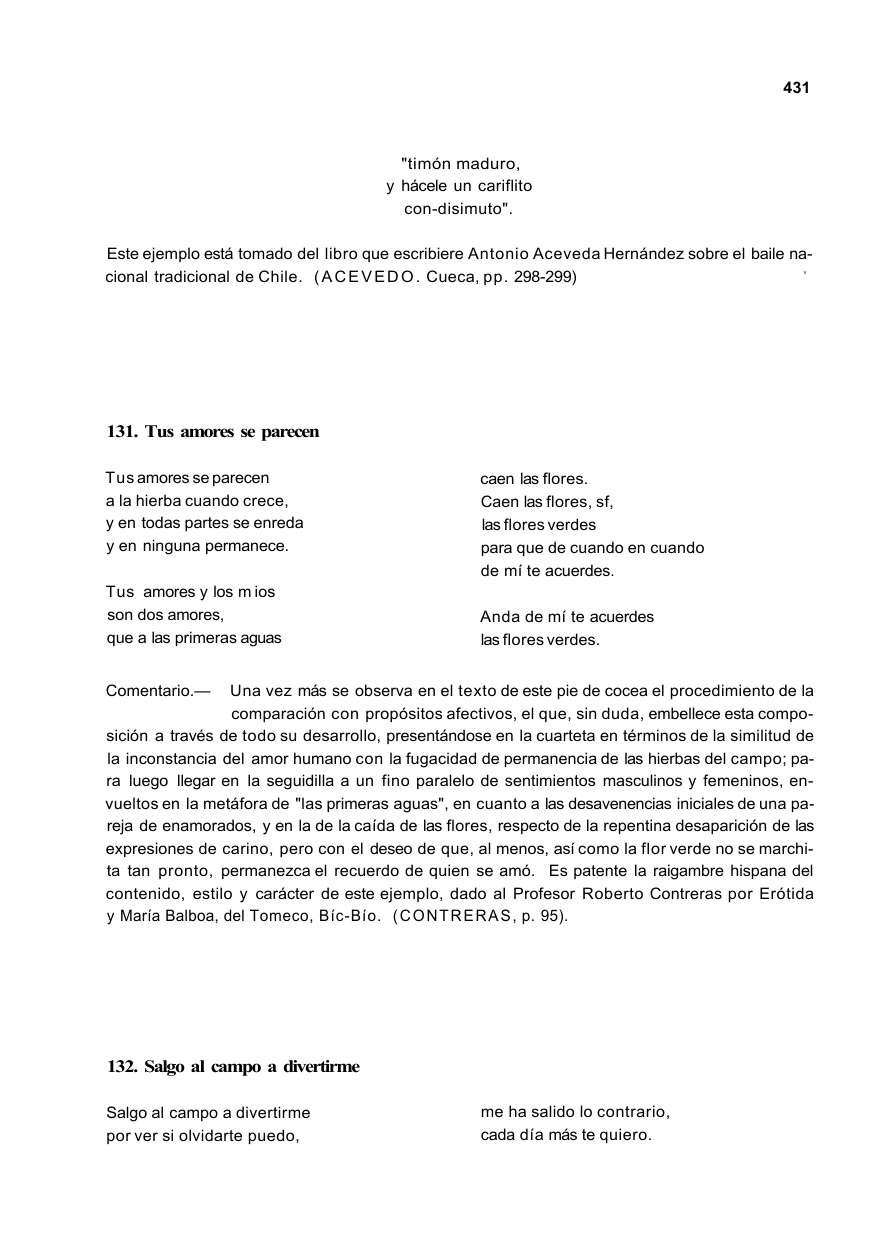 431
"timón maduro,
y hácele un cariflito
con-disimuto".
Este ejemplo está tomado del libro que escribiere Antonio Aceveda Hernández sobre el baile na-
cional tradicional de Chile. (ACEVEDO. Cueca, pp. 298-299)
131. Tus amores se parecen
Tus amores se parecen
a la hierba cuando crece,
y en todas partes se enreda
y en ninguna permanece.
Tus amores y los m ios
son dos amores,
que a las primeras aguas
caen las flores.
Caen las flores, sf,
las flores verdes
para que de cuando en cuando
de mí te acuerdes.
Anda de mí te acuerdes
las flores verdes.
Comentario.— Una vez más se observa en el texto de este pie de cocea el procedimiento de la
comparación con propósitos afectivos, el que, sin duda, embellece esta compo-
sición a través de todo su desarrollo, presentándose en la cuarteta en términos de la similitud de
la inconstancia del amor humano con la fugacidad de permanencia de las hierbas del campo; pa-
ra luego llegar en la seguidilla a un fino paralelo de sentimientos masculinos y femeninos, en-
vueltos en la metáfora de "las primeras aguas", en cuanto a las desavenencias iniciales de una pa-
reja de enamorados, y en la de la caída de las flores, respecto de la repentina desaparición de las
expresiones de carino, pero con el deseo de que, al menos, así como la flor verde no se marchi-
ta tan pronto, permanezca el recuerdo de quien se amó. Es patente la raigambre hispana del
contenido, estilo y carácter de este ejemplo, dado al Profesor Roberto Contreras por Erótida
y María Balboa, del Tomeco, Bíc-Bío. (CONTRERAS, p. 95).
132. Salgo al campo a divertirme
Salgo al campo a divertirme
por ver si olvidarte puedo,
me ha salido lo contrario,
cada día más te quiero.